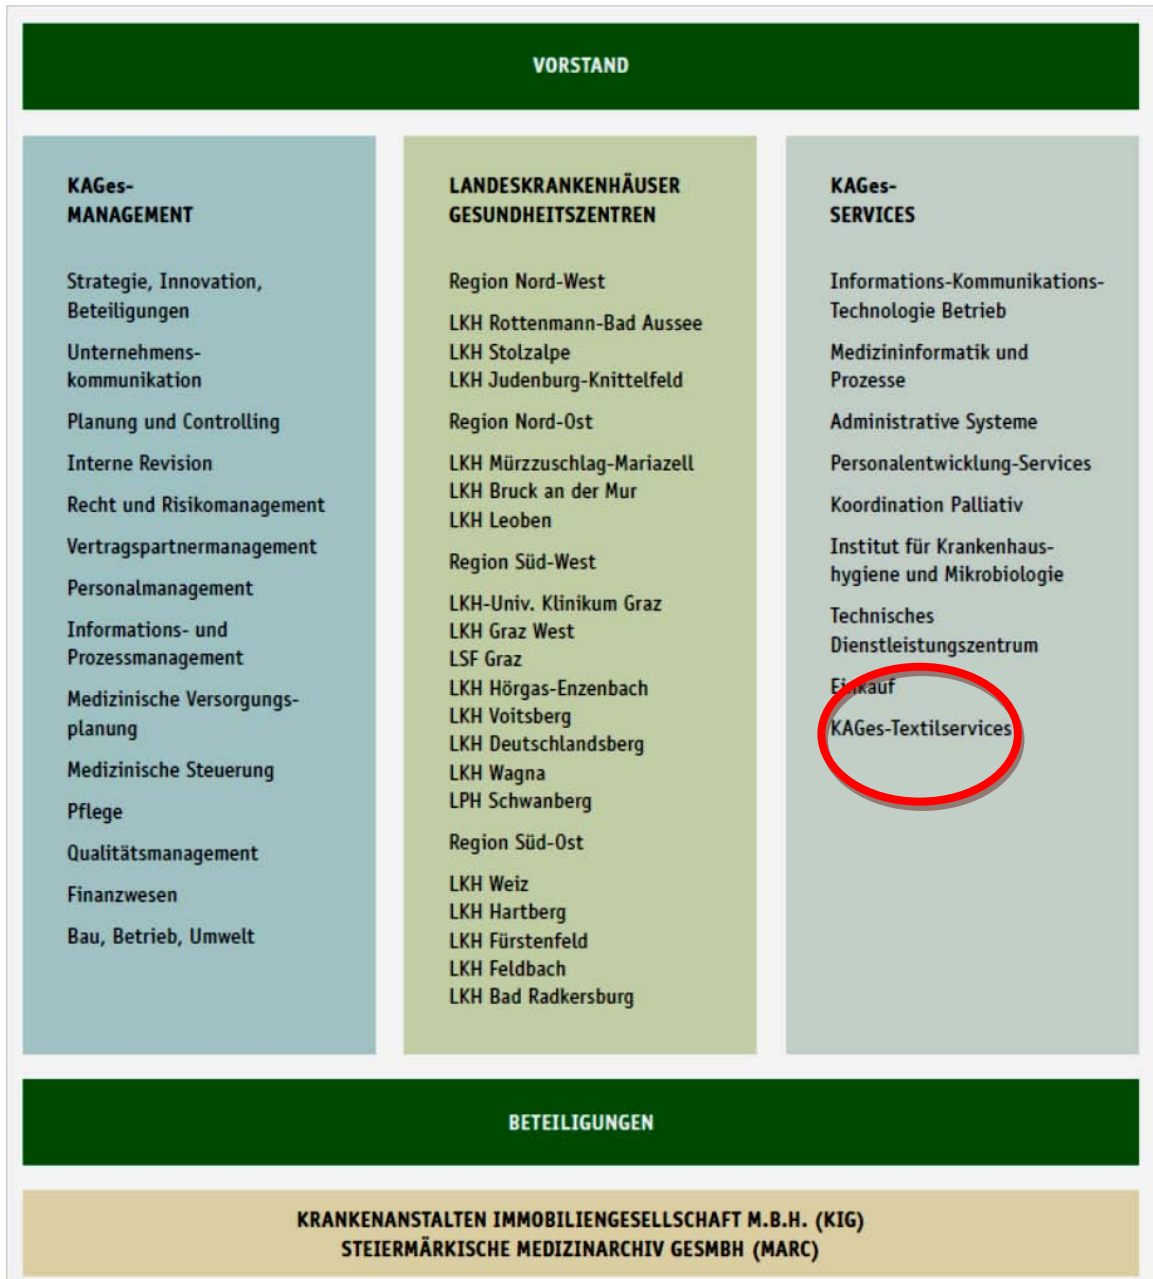 VORSTAND
KAGes-
MANAGEMENT
Strategie, Innovation,
Beteiligungen
Unternehmens-
kommunikation
Planung und Controlling
Interne Revision
Recht und Risikomanagement
Vertragspartnermanagement
Personalmanagement
Informations- und
Prozessmanagement
Medizinische Versorgungs-
planung
Medizinische Steuerung
Pflege
Qualitätsmanagement
Finanzwesen
Bau, Betrieb, Umwelt
LANDESKRANKENHÄUSER
GESUNDHEITSZENTREN
Region Nord-West
LKH Rottenmann-Bad Aussee
LKH Stolzalpe
LKH Judenburg-Knittelfeld
Region Nord-Ost
LKH Mürzzuschlag-Mariazell
LKH Bruck an der Mur
LKH Leoben
Region Süd-West
LKH-Univ. Klinikum Graz
LKH Graz West
LSF Graz
LKH Hörgas-Enzenbach
LKH Voitsberg
LKH Deutschlandsberg
LKH Wagna
LPH Schwanberg
Region Süd-Ost
LKH Weiz
LKH Hartberg
LKH Fürstenfeld
LKH Feldbach
LKH Bad Radkersburg
KAGes-
SERVICES
Informations-Kommunikations-
Technologie Betrieb
Medizininformatik und
Prozesse
Administrative Systeme
Personalentwicklung-Services
Koordination Palliativ
Institut für Krankenhaus-
hygiene und Mikrobiologie
Technisches
Dienstleistungszentrum
Einkauf
KAGes-Textilservices
BETEILIGUNGEN
KRANKENANSTALTEN IMMOBILIENGESELLSCHAFT M.B.H. (KIG)
STEIERMÄRKISCHE MEDIZINARCHIV GESMBH (MARC)